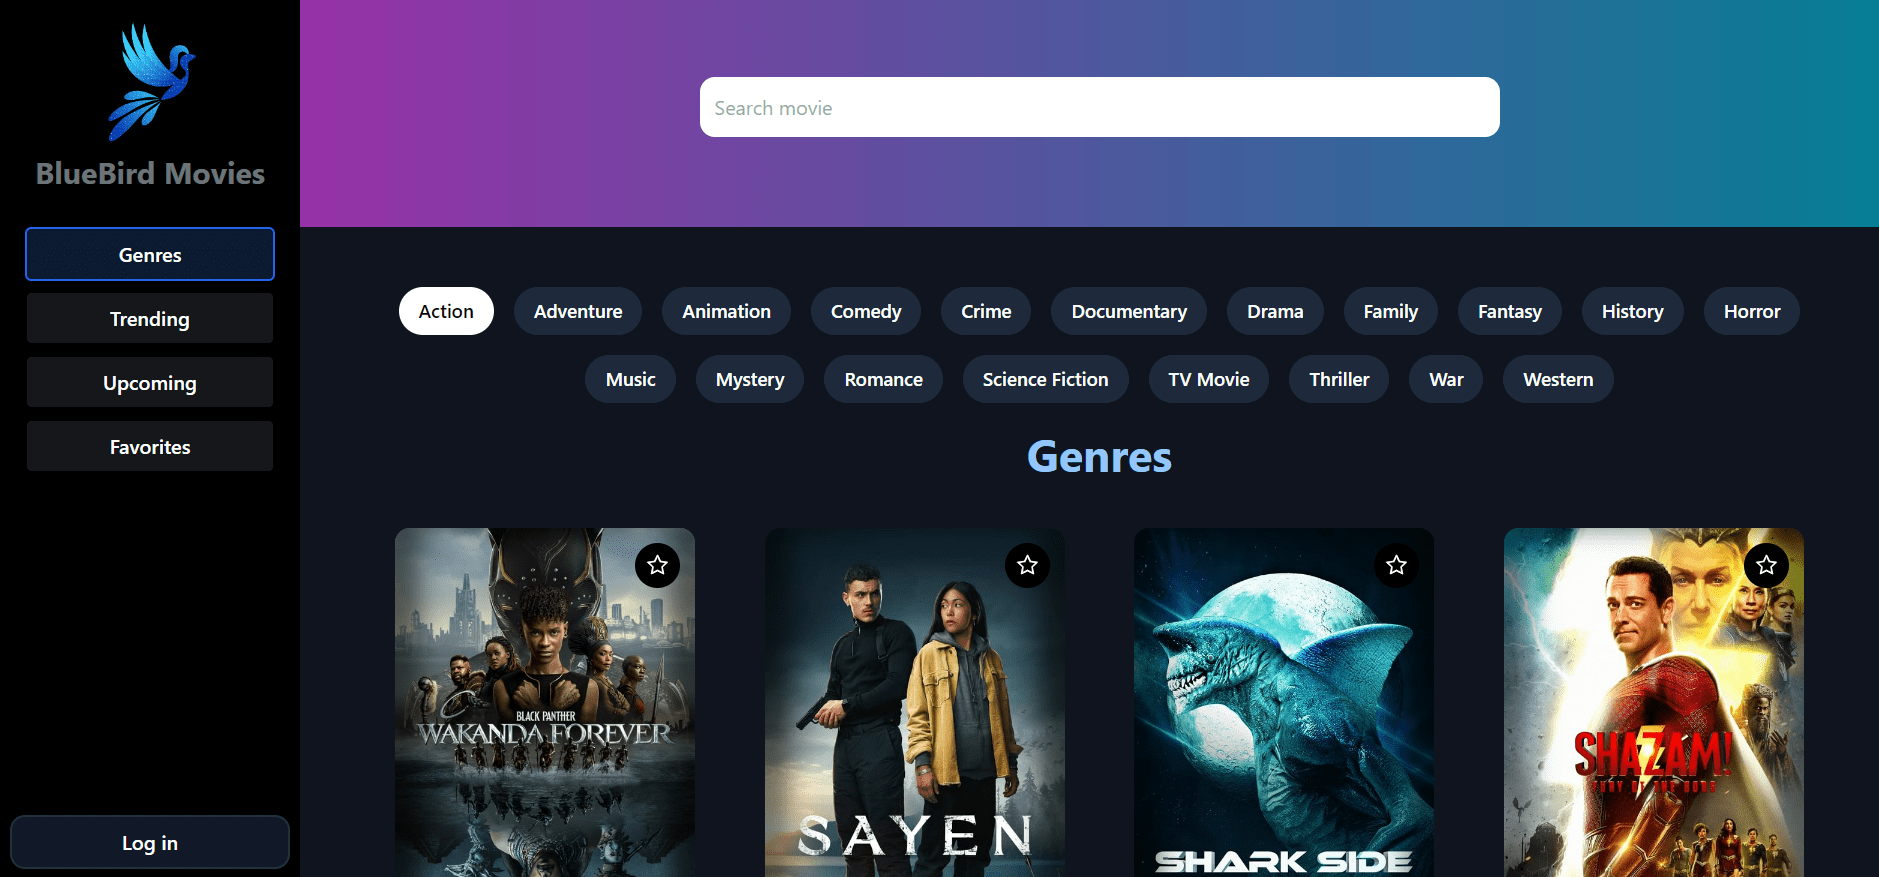 BlueBird Movies
Genres
Trending
Upcoming
Favorites
Log in
Search movie
Action Adventure Animation Comedy Crime Documentary Drama Family Fantasy History Horror
Music Mystery Romance Science Fiction TV Movie Thriller War Western
Genres
BLACK PANTHER
WAKANDA FOREVER
SAYEN
SHARK SIDE
SHAZAM!
FURY OF THE GODS